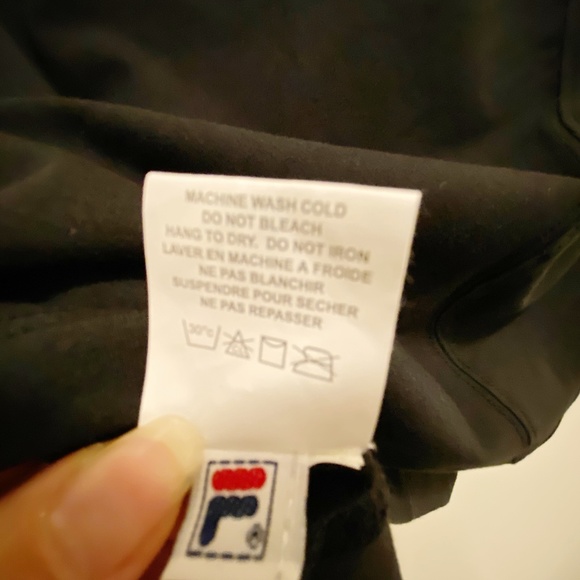 MACHINE WASH COLD
DO NOT BLEACH
HANG TO DRY. DO NOT IRON
LAVER EN MACHINE A FROIDE
NE PAS BLANCHIR
SUSPENDRE POUR SECHER
NE PAS REPASSER
30°C
F®